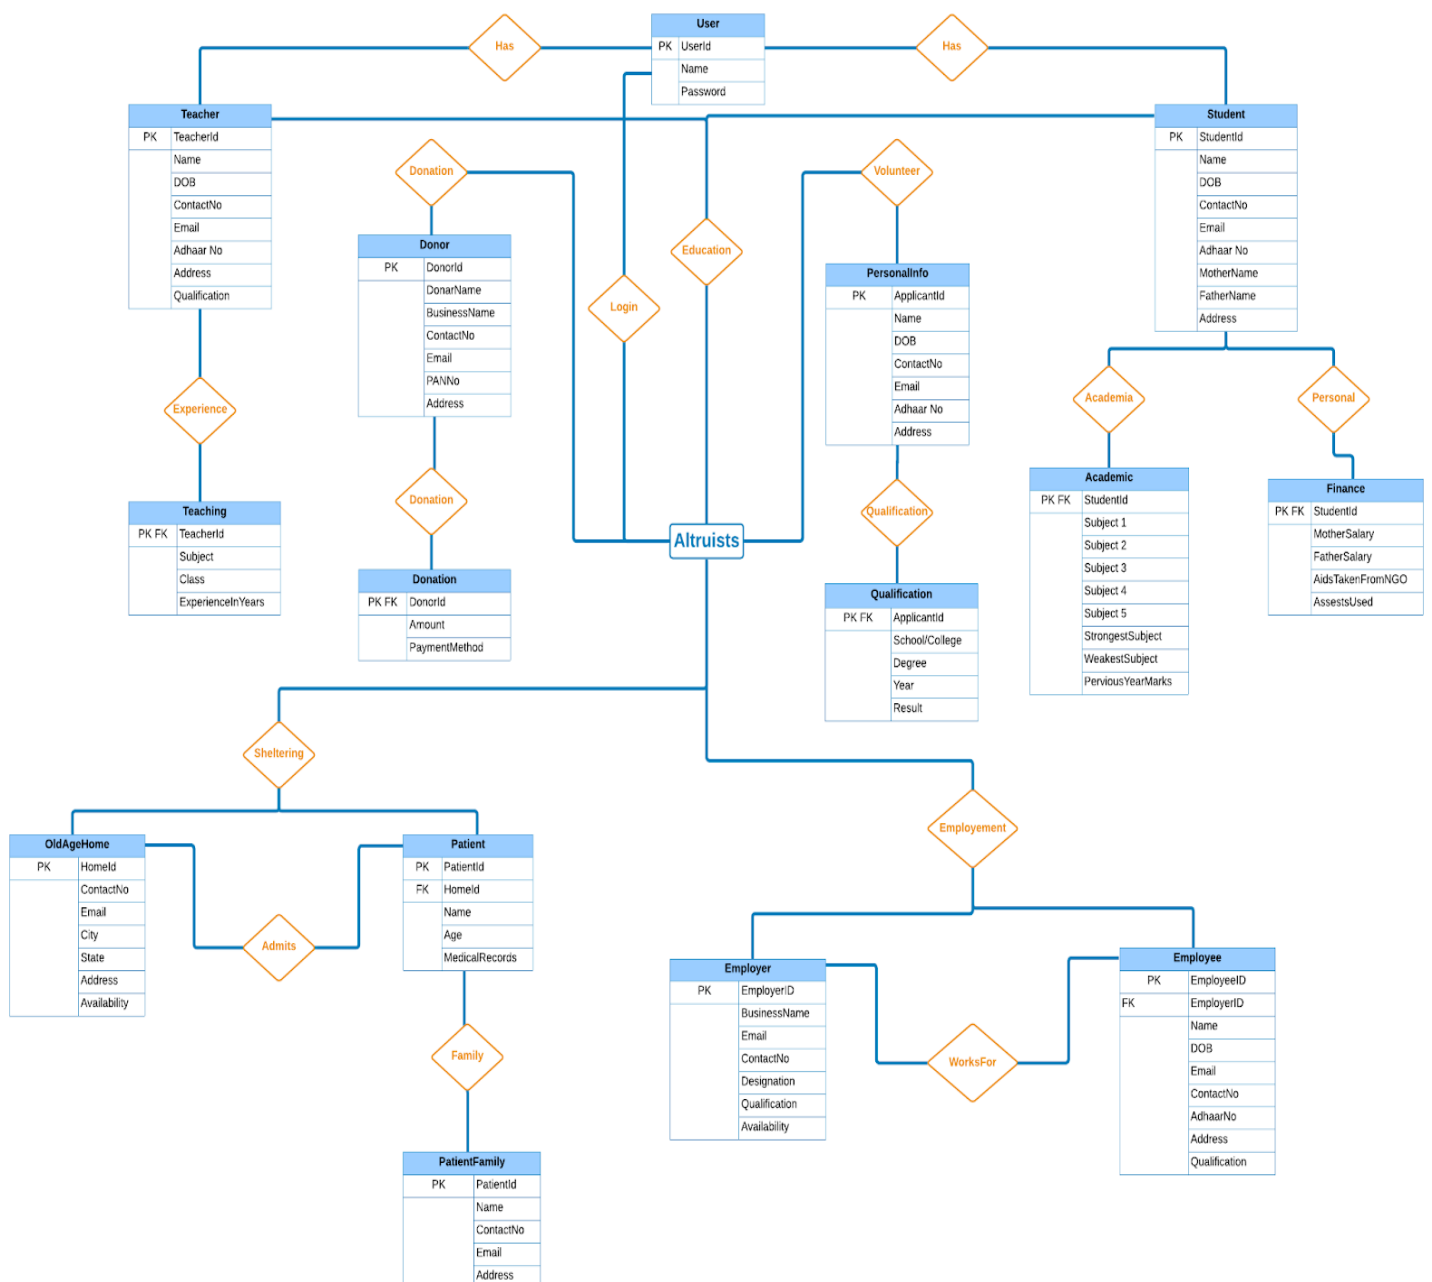 User
Has
PK UserId
Has
Name
Password
Teacher
PK TeacherId
Name
DOB
ContactNo
Email
Adhaar No
Address
Qualification
Student
PK StudentId
Name
DOB
ContactNo
Email
Adhaar No
MotherName
FatherName
Address
Donation
Volunteer
Education
Login
Donor
PK DonorId
DonarName
BusinessName
ContactNo
Email
PANNo
Address
PersonalInfo
PK ApplicantId
Name
DOB
ContactNo
Email
Adhaar No
Address
Experience
Academia
Personal
Donation
Qualification
Teaching
PK FK TeacherId
Subject
Class
ExperienceInYears
Altruists
Academic
PK FK StudentId
Subject 1
Subject 2
Subject 3
Subject 4
Subject 5
StrongestSubject
WeakestSubject
PerviousYearMarks
Finance
PK FK StudentId
MotherSalary
FatherSalary
AidsTakenFromNGO
AssestsUsed
Donation
PK FK DonorId
Amount
PaymentMethod
Qualification
PK FK ApplicantId
School/College
Degree
Year
Result
Sheltering
Employement
OldAgeHome
PK HomeId
ContactNo
Email
City
State
Address
Availability
Admits
Patient
PK PatientId
FK HomeId
Name
Age
MedicalRecords
Family
Employer
PK EmployerID
BusinessName
Email
ContactNo
Designation
Qualification
Availability
WorksFor
Employee
PK EmployeeID
FK EmployerID
Name
DOB
Email
ContactNo
AdhaarNo
Address
Qualification
PatientFamily
PK PatientId
Name
ContactNo
Email
Address